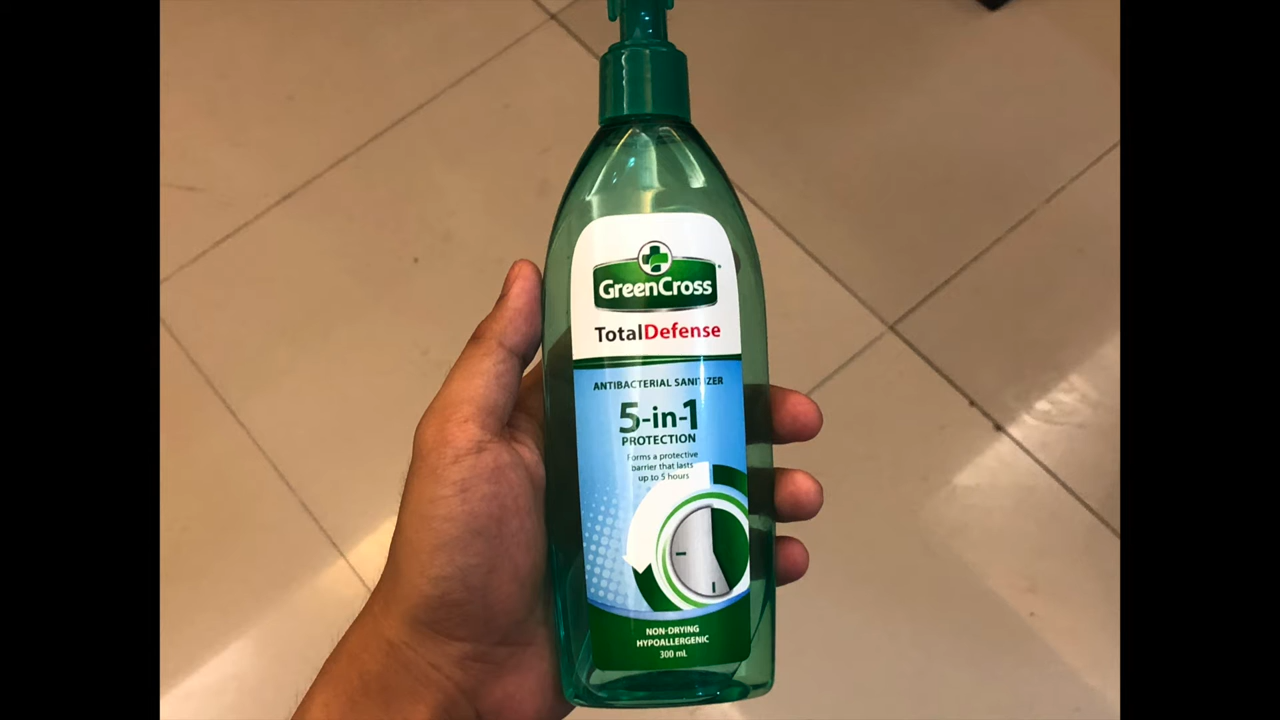 GreenCross
TotalDefense
ANTIBACTERIAL SANITIZER
5-in-1
PROTECTION
Forms a protective
barrier that lasts
up to 5 hours
NON-DRYING
HYPOALLERGENIC
300 mL